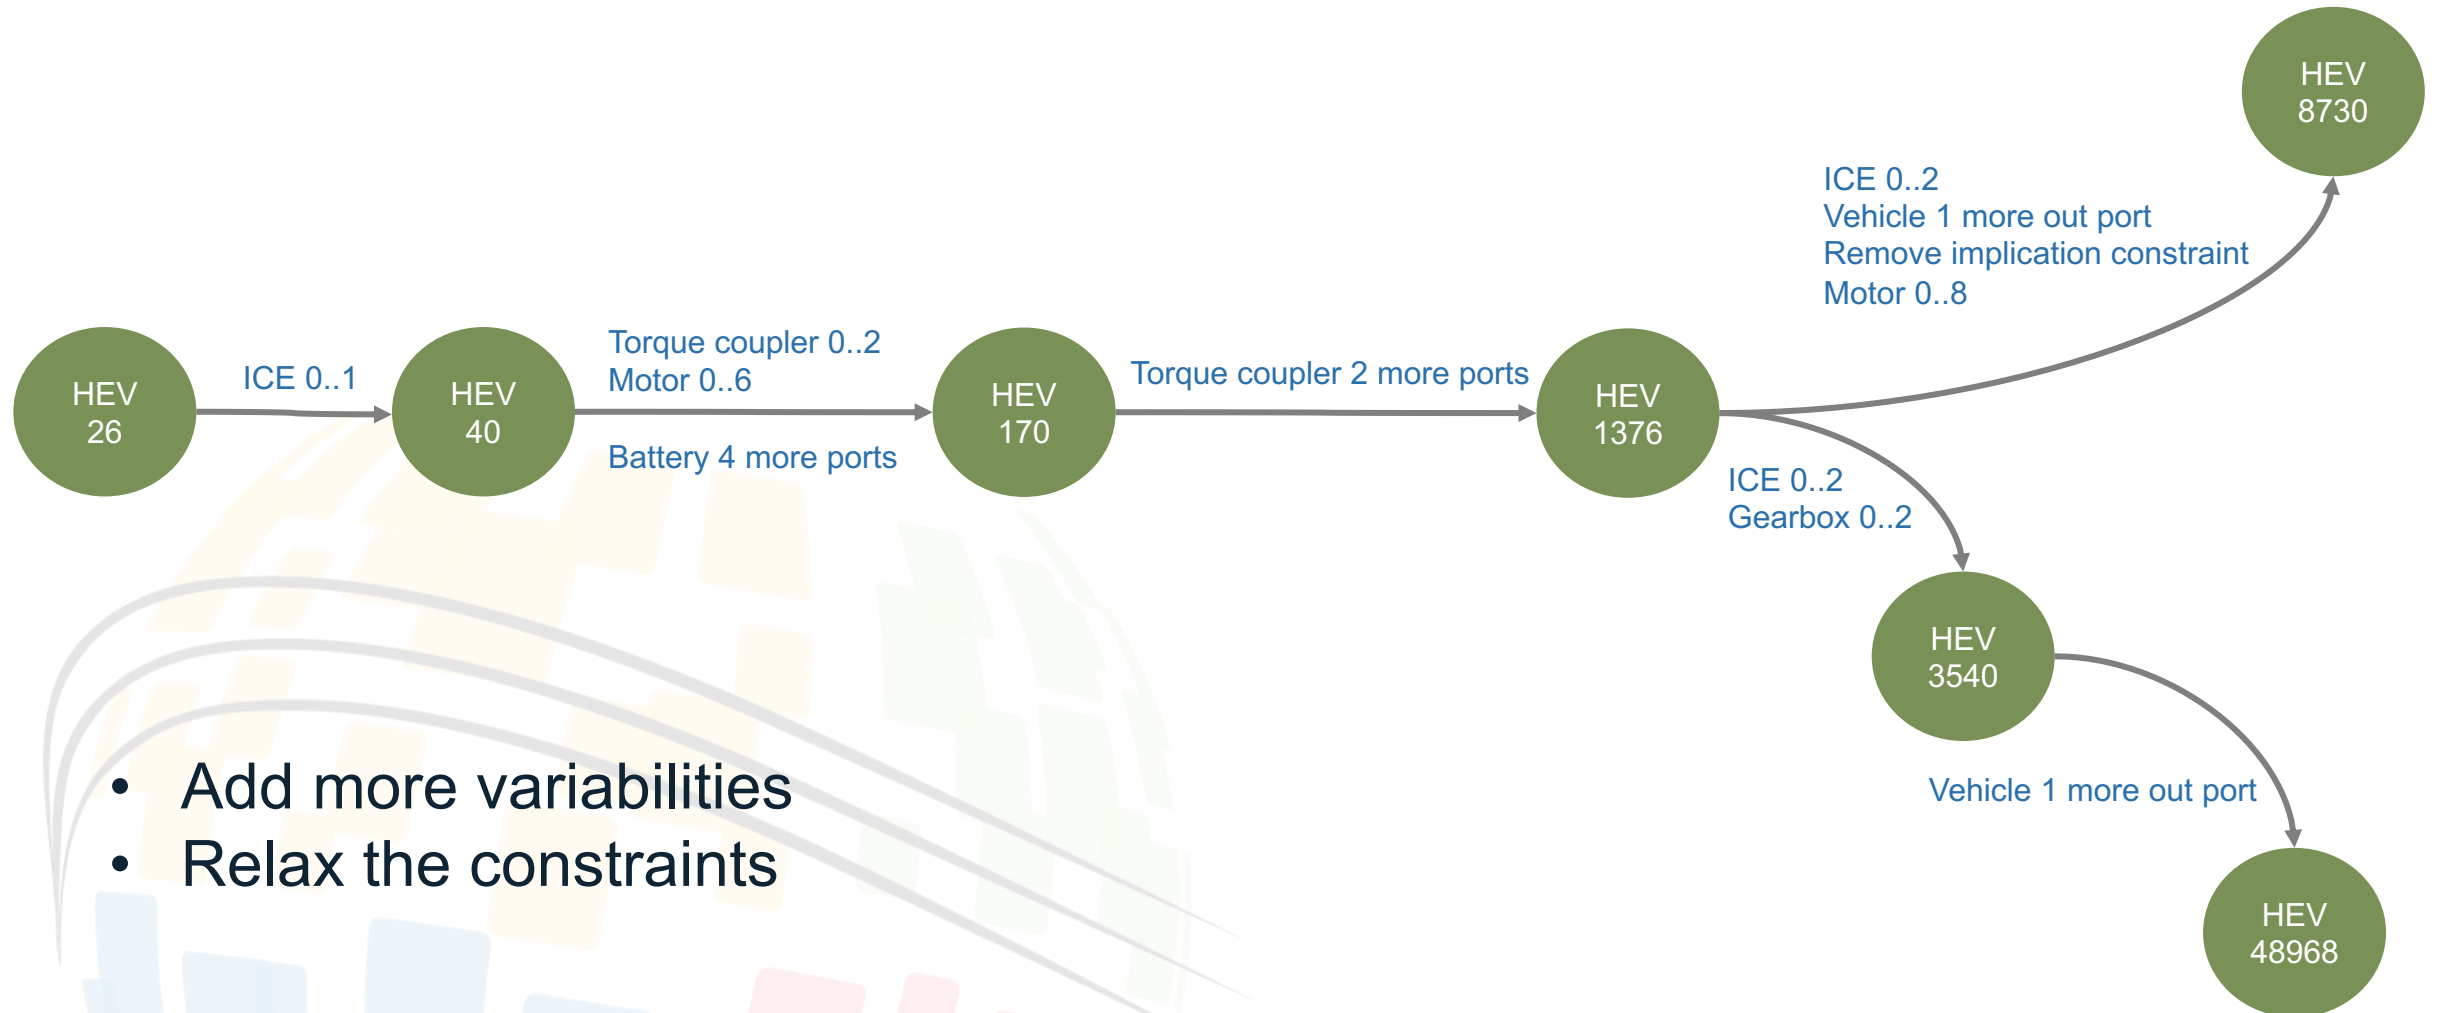 HEV
8730
ICE 0..2
Vehicle 1 more out port
Remove implication constraint
Motor 0..8
HEV
26
ICE 0..1
HEV
40
Torque coupler 0..2
Motor 0..6
Battery 4 more ports
HEV
170
Torque coupler 2 more ports
HEV
1376
ICE 0..2
Gearbox 0..2
HEV
3540
Vehicle 1 more out port
HEV
48968
• Add more variabilities
• Relax the constraints